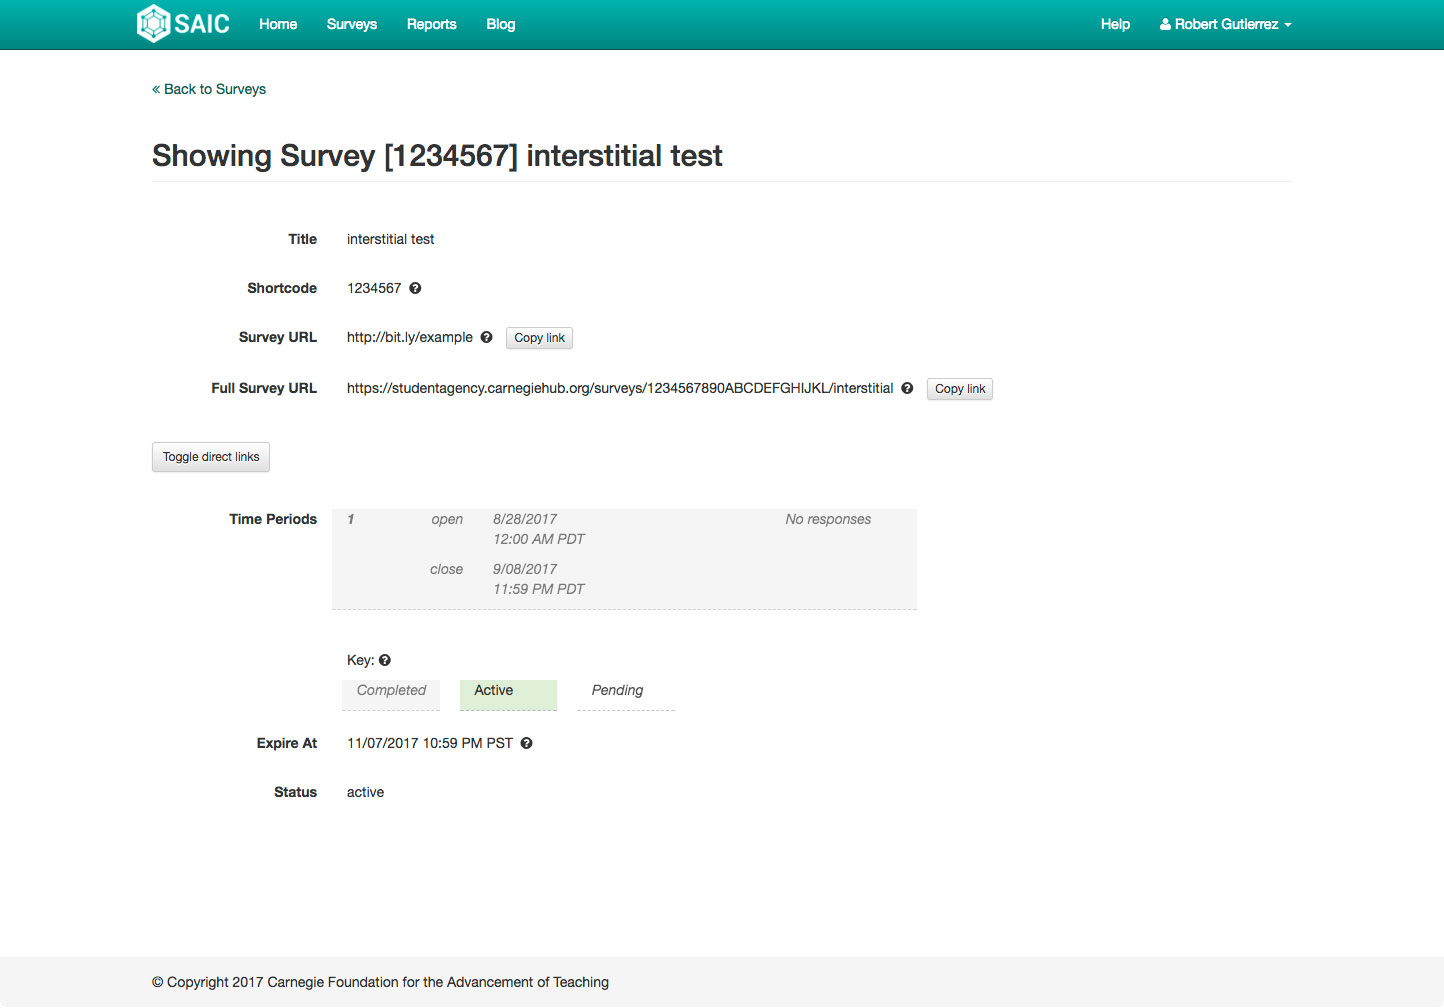 SAIC Home Surveys Reports Blog Help Robert Gutierrez
« Back to Surveys
Showing Survey [1234567] interstitial test
Title interstitial test
Shortcode 1234567
Survey URL http://bit.ly/example Copy link
Full Survey URL https://studentagency.carnegiehub.org/surveys/1234567890ABCDEFGHIJKL/interstitial Copy link
Toggle direct links
Time Periods 1 open 8/28/2017 No responses
12:00 AM PDT
close 9/08/2017
11:59 PM PDT
Key:
Completed Active Pending
Expire At 11/07/2017 10:59 PM PST
Status active
© Copyright 2017 Carnegie Foundation for the Advancement of Teaching